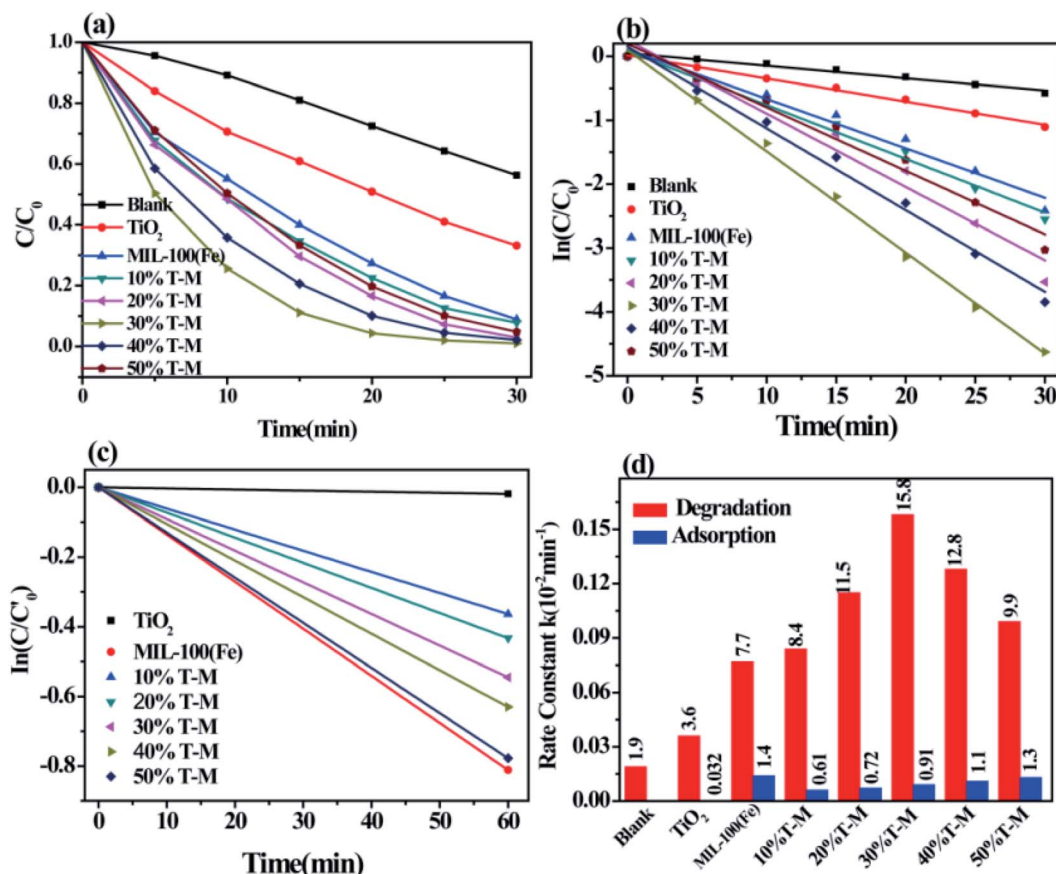 (a)
1.0
0.8
0.6
0.4
0.2
0.0
C/C0
Blank
TiO2
MIL-100(Fe)
10% T-M
20% T-M
30% T-M
40% T-M
50% T-M
0
10
20
30
Time(min)
(b)
0
-1
-2
-3
-4
-5
ln(C/C0)
Blank
TiO2
MIL-100(Fe)
10% T-M
20% T-M
30% T-M
40% T-M
50% T-M
0
5
10
15
20
25
30
Time(min)
(c)
0.0
-0.2
-0.4
-0.6
-0.8
ln(C/C'0)
TiO2
MIL-100(Fe)
10% T-M
20% T-M
30% T-M
40% T-M
50% T-M
0
10
20
30
40
50
60
Time(min)
(d)
Rate Constant k(10-2min-1)
0.15
0.12
0.09
0.06
0.03
0.00
Degradation
Adsorption
1.9
3.6
0.032
7.7
1.4
8.4
0.61
11.5
0.72
15.8
0.91
12.8
1.1
9.9
1.3
Blank
TiO2
MIL-100(Fe)
10%T-M
20%T-M
30%T-M
40%T-M
50%T-M